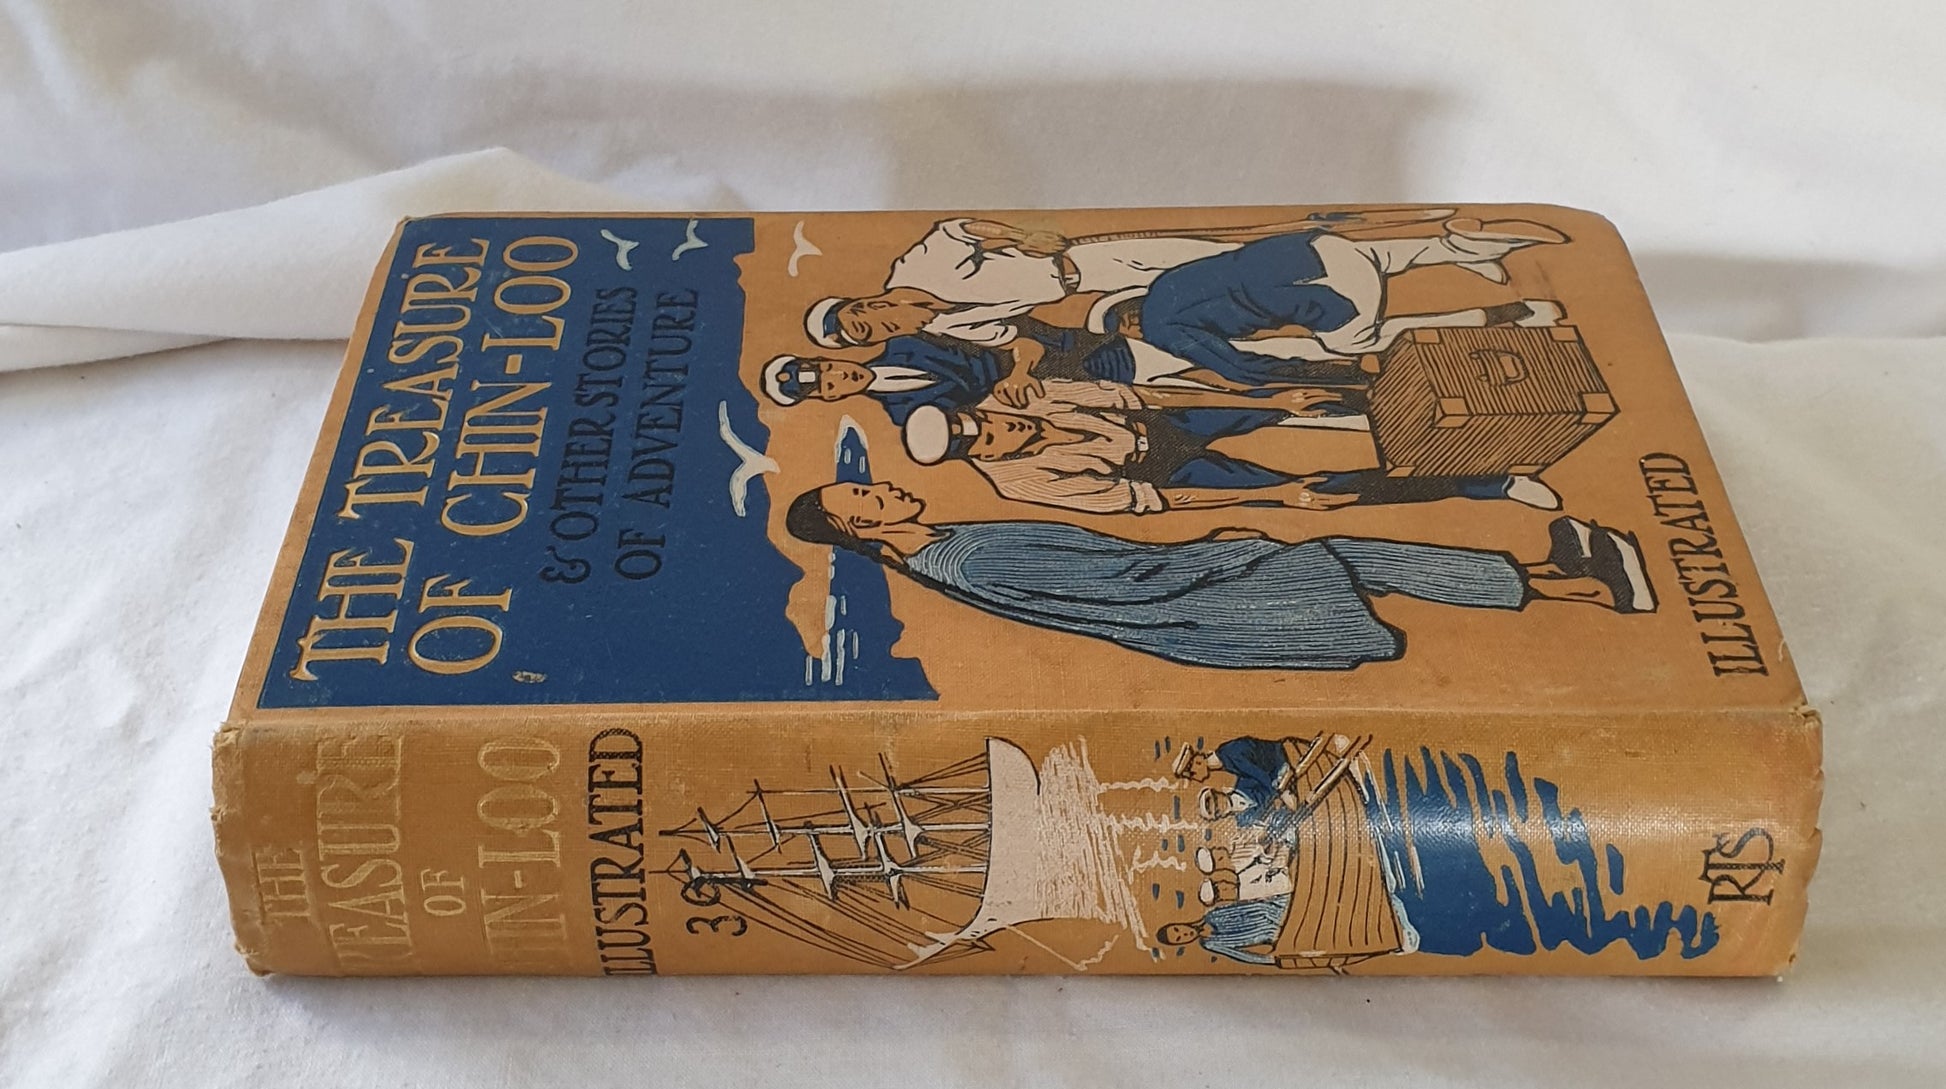 THE TREASURE
OF CHIN-LOO
& OTHER STORIES
OF ADVENTURE
ILLUSTRATED
THE
TREASURE
OF
CHIN-LOO
ILLUSTRATED
3/6
RTS